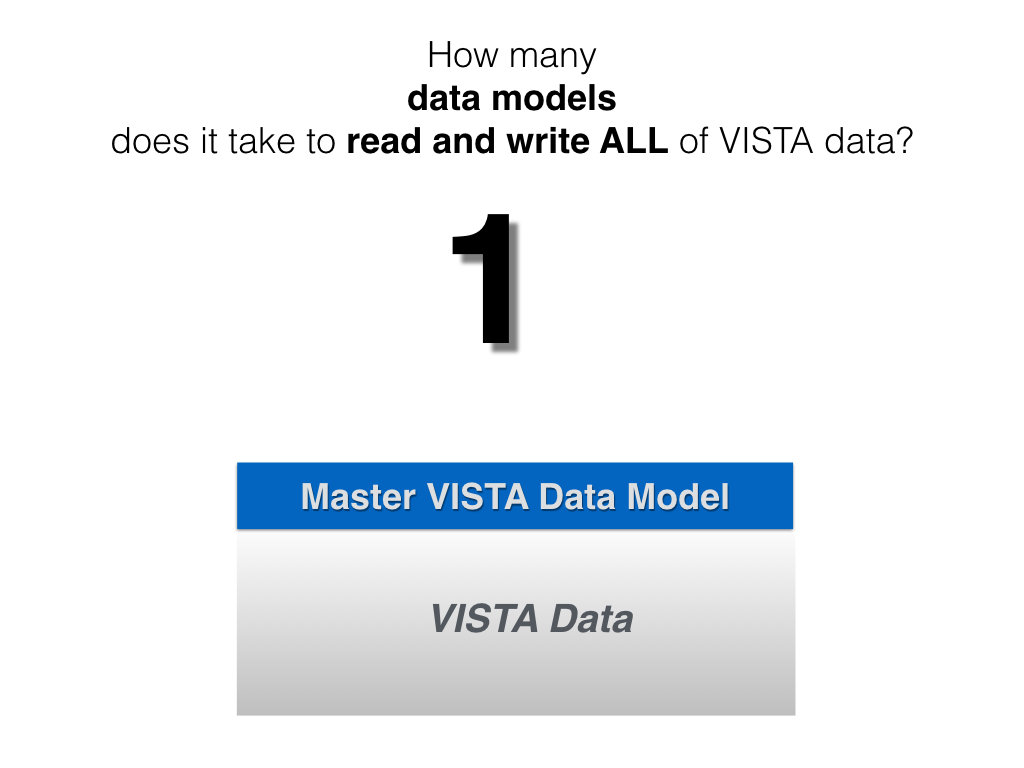 How many
data models
does it take to read and write ALL of VISTA data?
1
Master VISTA Data Model
VISTA Data